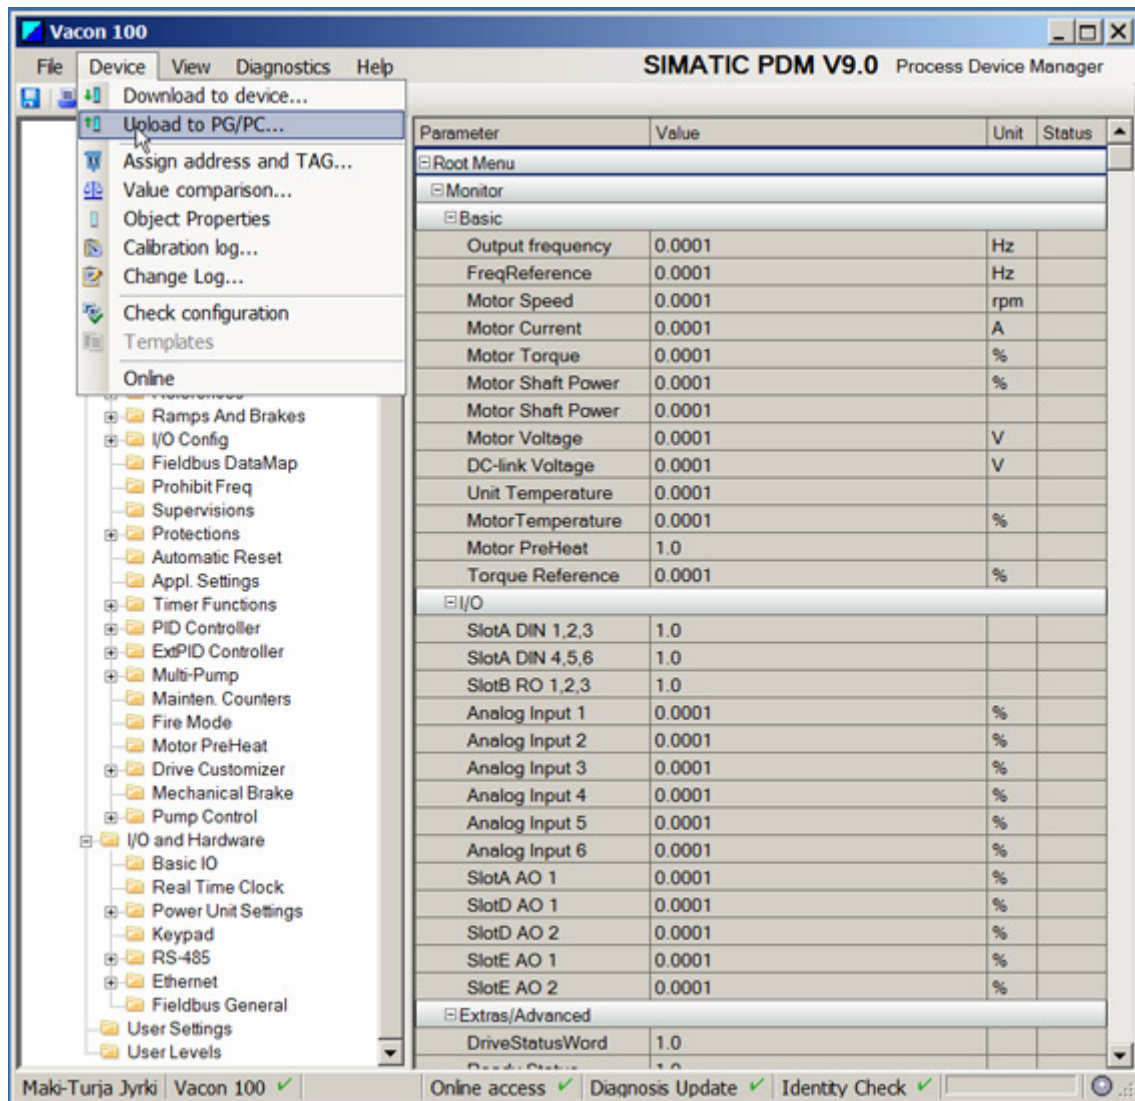 Vacon 100
File Device View Diagnostics Help SIMATIC PDM V9.0 Process Device Manager
Download to device...
Upload to PG/PC...
Assign address and TAG...
Value comparison...
Object Properties
Calibration log...
Change Log...
Check configuration
Templates
Online
Ramps And Brakes
I/O Config
Fieldbus DataMap
Prohibit Freq
Supervisions
Protections
Automatic Reset
Appl. Settings
Timer Functions
PID Controller
ExtPID Controller
Multi-Pump
Mainten. Counters
Fire Mode
Motor PreHeat
Drive Customizer
Mechanical Brake
Pump Control
I/O and Hardware
Basic IO
Real Time Clock
Power Unit Settings
Keypad
RS-485
Ethernet
Fieldbus General
User Settings
User Levels
Parameter Value Unit Status
Root Menu
Monitor
Basic
Output frequency 0.0001 Hz
FreqReference 0.0001 Hz
Motor Speed 0.0001 rpm
Motor Current 0.0001 A
Motor Torque 0.0001 %
Motor Shaft Power 0.0001 %
Motor Shaft Power 0.0001
Motor Voltage 0.0001 V
DC-link Voltage 0.0001 V
Unit Temperature 0.0001
MotorTemperature 0.0001 %
Motor PreHeat 1.0
Torque Reference 0.0001 %
I/O
SlotA DIN 1,2,3 1.0
SlotA DIN 4,5,6 1.0
SlotB RO 1,2,3 1.0
Analog Input 1 0.0001 %
Analog Input 2 0.0001 %
Analog Input 3 0.0001 %
Analog Input 4 0.0001 %
Analog Input 5 0.0001 %
Analog Input 6 0.0001 %
SlotA AO 1 0.0001 %
SlotD AO 1 0.0001 %
SlotD AO 2 0.0001 %
SlotE AO 1 0.0001 %
SlotE AO 2 0.0001 %
Extras/Advanced
DriveStatusWord 1.0
Maki-Turja Jyrki Vacon 100 Online access Diagnosis Update Identity Check